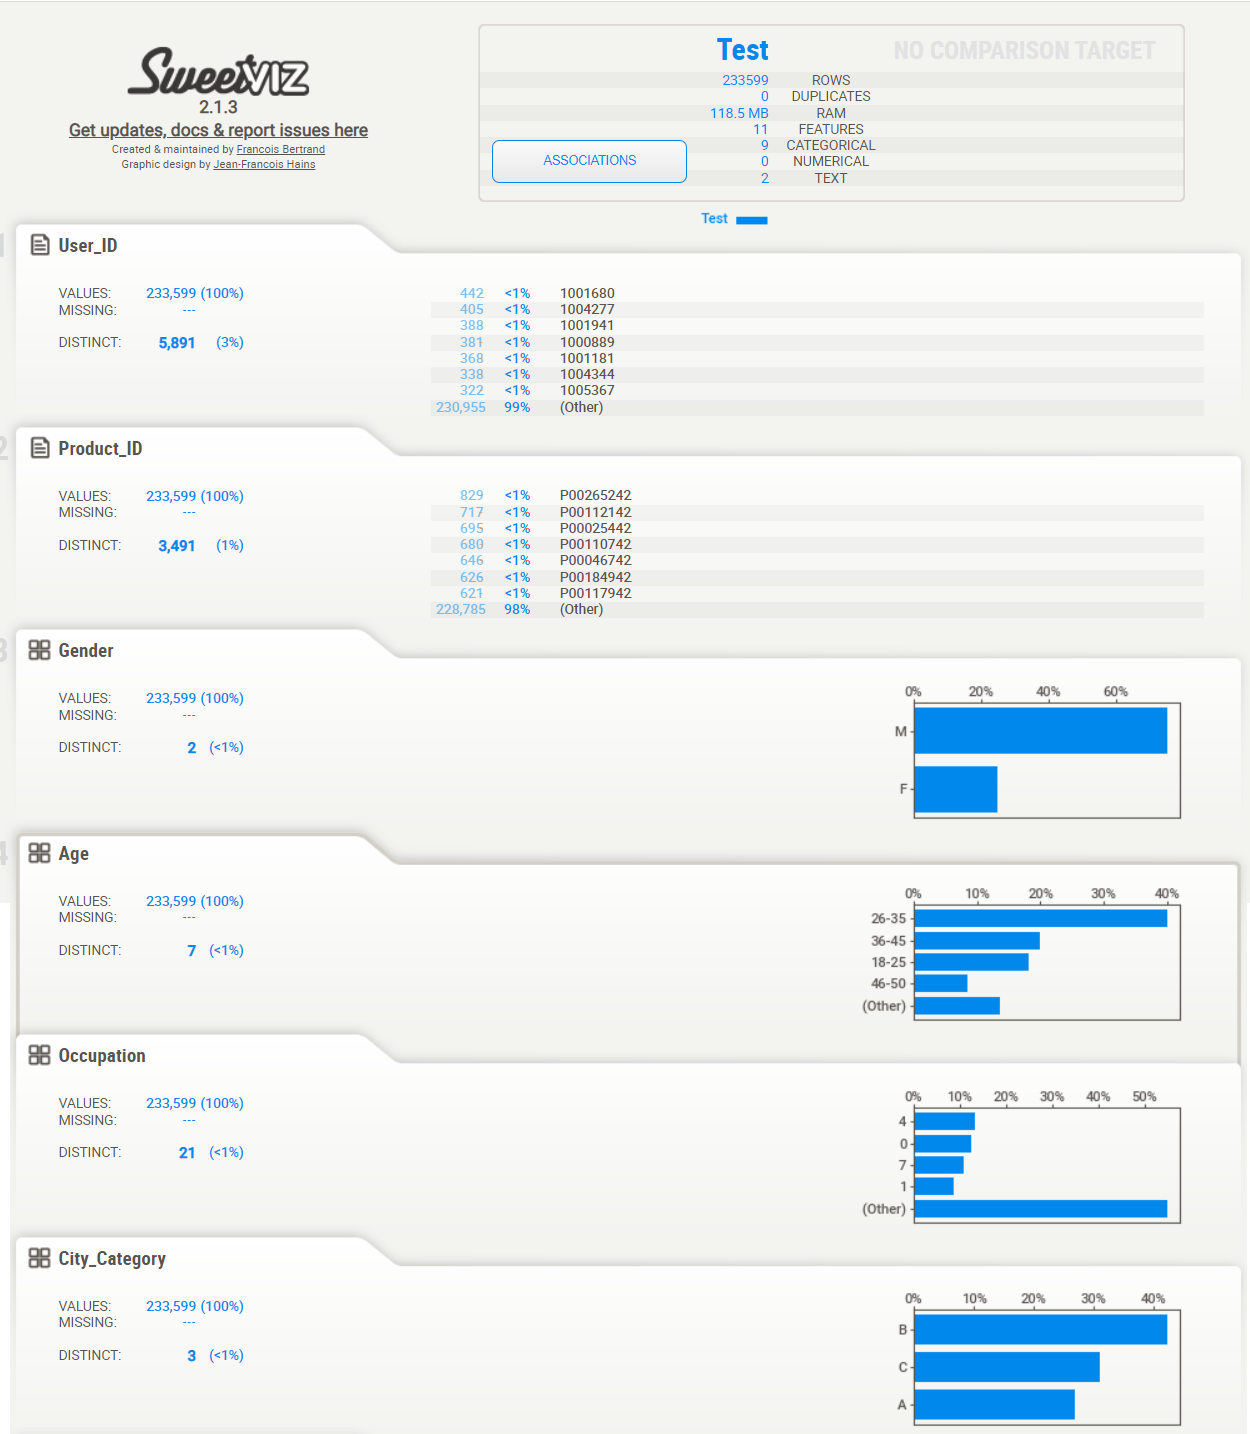 SweetVIZ
2.1.3
Get updates, docs & report issues here
Created & maintained by Francois Bertrand
Graphic design by Jean-Francois Hains
Test NO COMPARISON TARGET
233599 ROWS
0 DUPLICATES
118.5 MB RAM
11 FEATURES
9 CATEGORICAL
0 NUMERICAL
2 TEXT
ASSOCIATIONS
Test
1
User_ID
VALUES: 233,599 (100%)
MISSING: ---
DISTINCT: 5,891 (3%)
442 <1% 1001680
405 <1% 1004277
388 <1% 1001941
381 <1% 1000889
368 <1% 1001181
338 <1% 1004344
322 <1% 1005367
230,955 99% (Other)
2
Product_ID
VALUES: 233,599 (100%)
MISSING: ---
DISTINCT: 3,491 (1%)
829 <1% P00265242
717 <1% P00112142
695 <1% P00025442
680 <1% P00110742
646 <1% P00046742
626 <1% P00184942
621 <1% P00117942
228,785 98% (Other)
3
Gender
VALUES: 233,599 (100%)
MISSING: ---
DISTINCT: 2 (<1%)
0% 20% 40% 60%
M
F
4
Age
VALUES: 233,599 (100%)
MISSING: ---
DISTINCT: 7 (<1%)
0% 10% 20% 30% 40%
26-35
36-45
18-25
46-50
(Other)
Occupation
VALUES: 233,599 (100%)
MISSING: ---
DISTINCT: 21 (<1%)
0% 10% 20% 30% 40% 50%
4
0
7
1
(Other)
City_Category
VALUES: 233,599 (100%)
MISSING: ---
DISTINCT: 3 (<1%)
0% 10% 20% 30% 40%
B
C
A